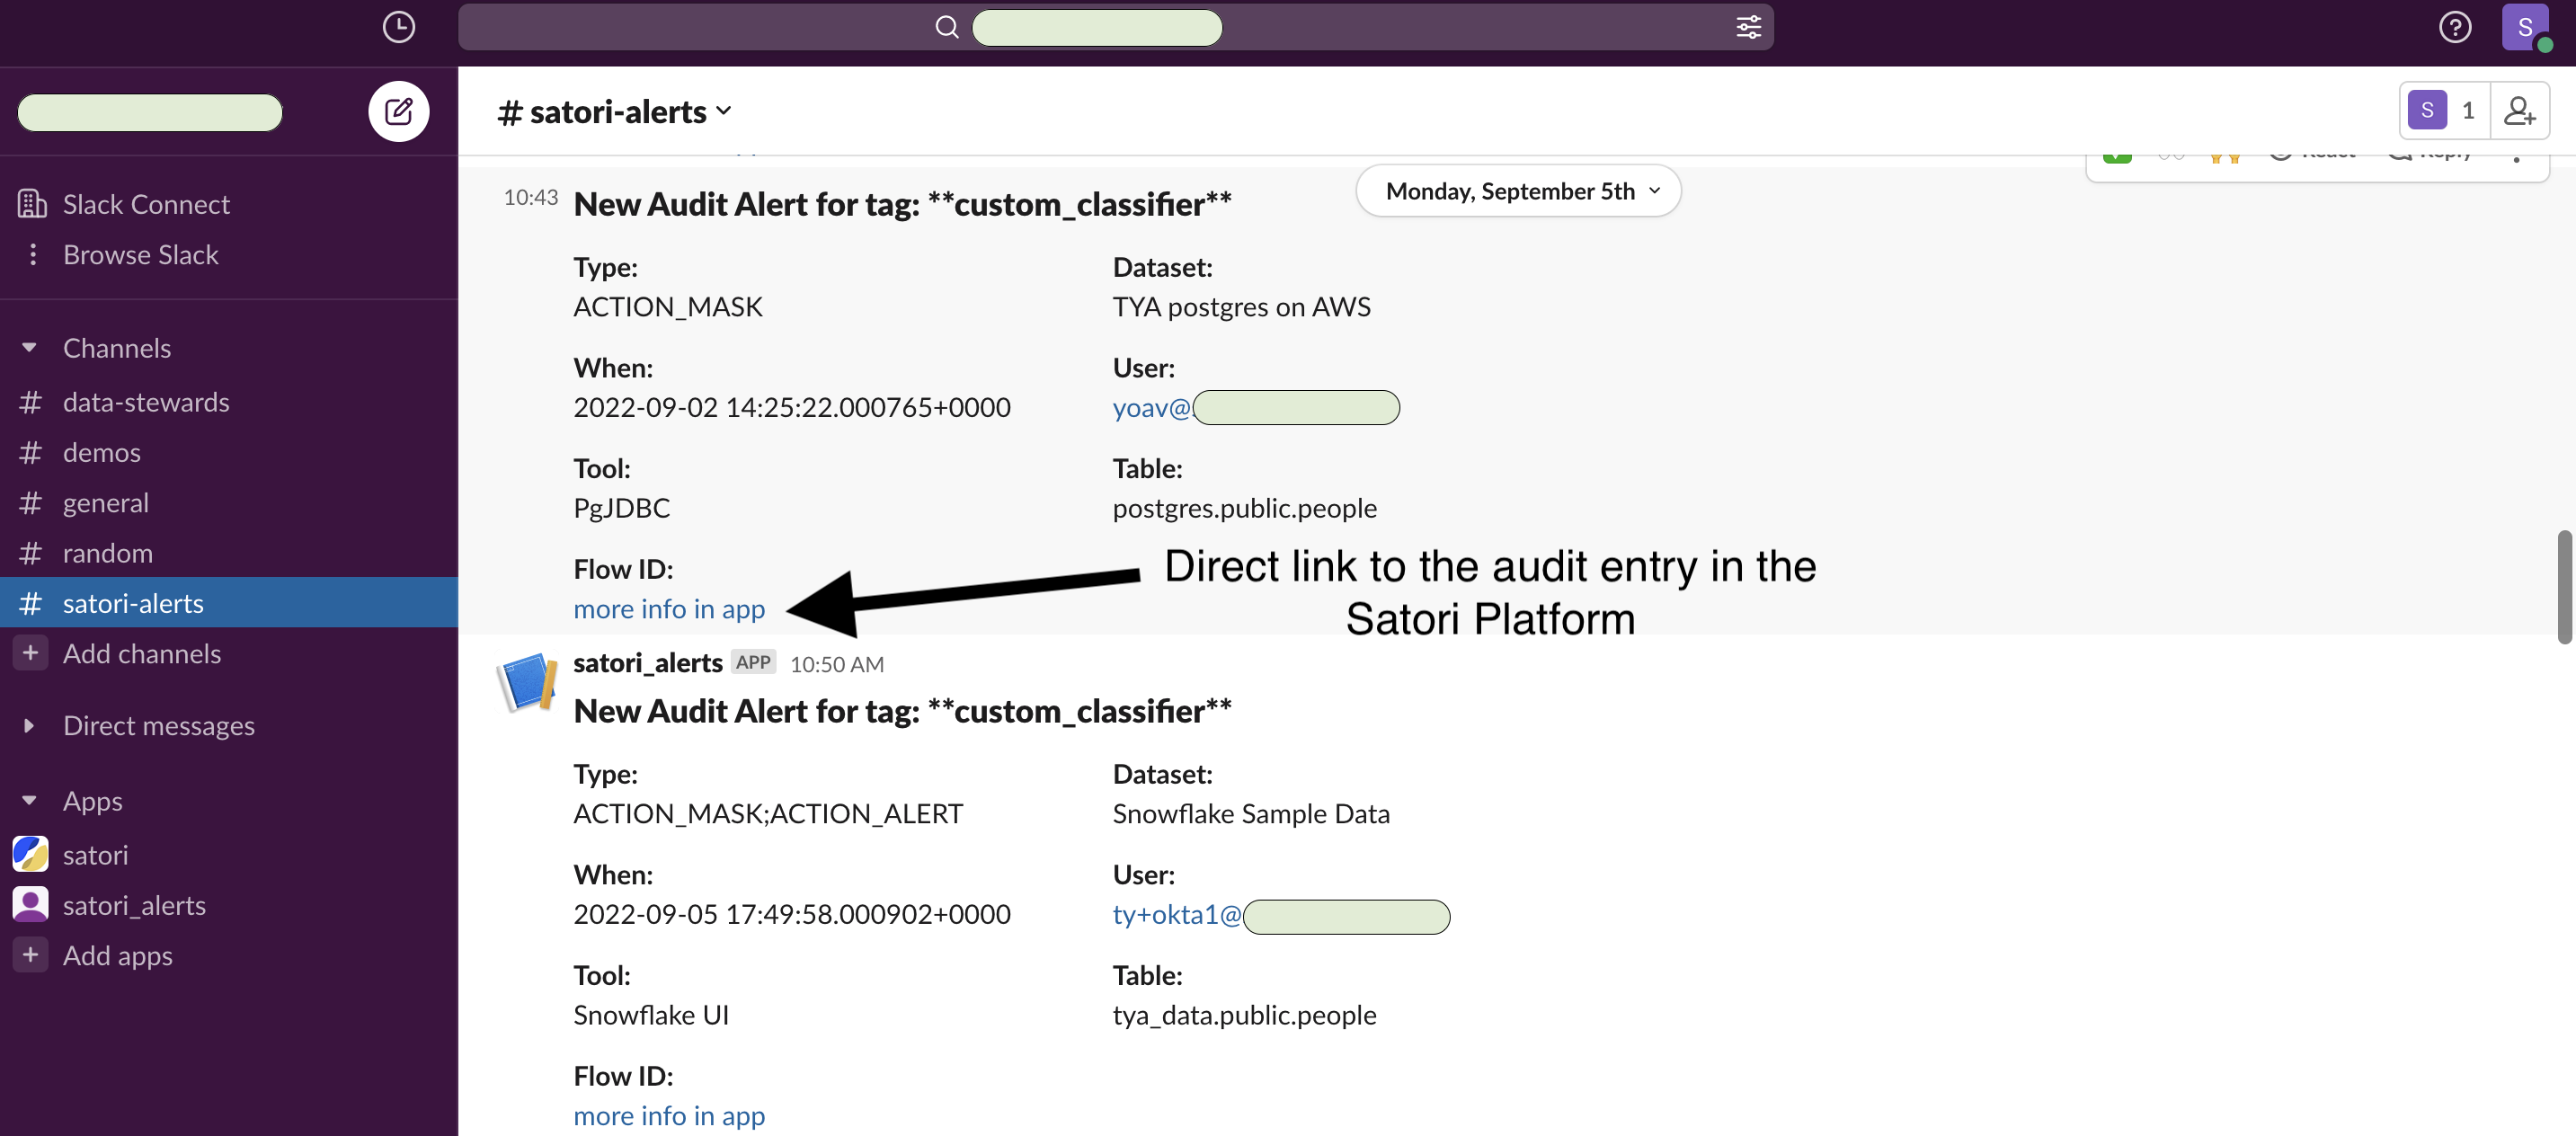 S
Slack Connect
Browse Slack
Channels
# data-stewards
# demos
# general
# random
# satori-alerts
+ Add channels
Direct messages
Apps
satori
satori_alerts
+ Add apps
# satori-alerts
S 1
React Reply
Monday, September 5th
10:43 New Audit Alert for tag: **custom_classifier**
Type: Dataset:
ACTION_MASK TYA postgres on AWS
When: User:
2022-09-02 14:25:22.000765+0000 yoav@
Tool: Table:
PgJDBC postgres.public.people
Flow ID:
more info in app
Direct link to the audit entry in the
Satori Platform
satori_alerts APP 10:50 AM
New Audit Alert for tag: **custom_classifier**
Type: Dataset:
ACTION_MASK;ACTION_ALERT Snowflake Sample Data
When: User:
2022-09-05 17:49:58.000902+0000 ty+okta1@
Tool: Table:
Snowflake UI tya_data.public.people
Flow ID:
more info in app